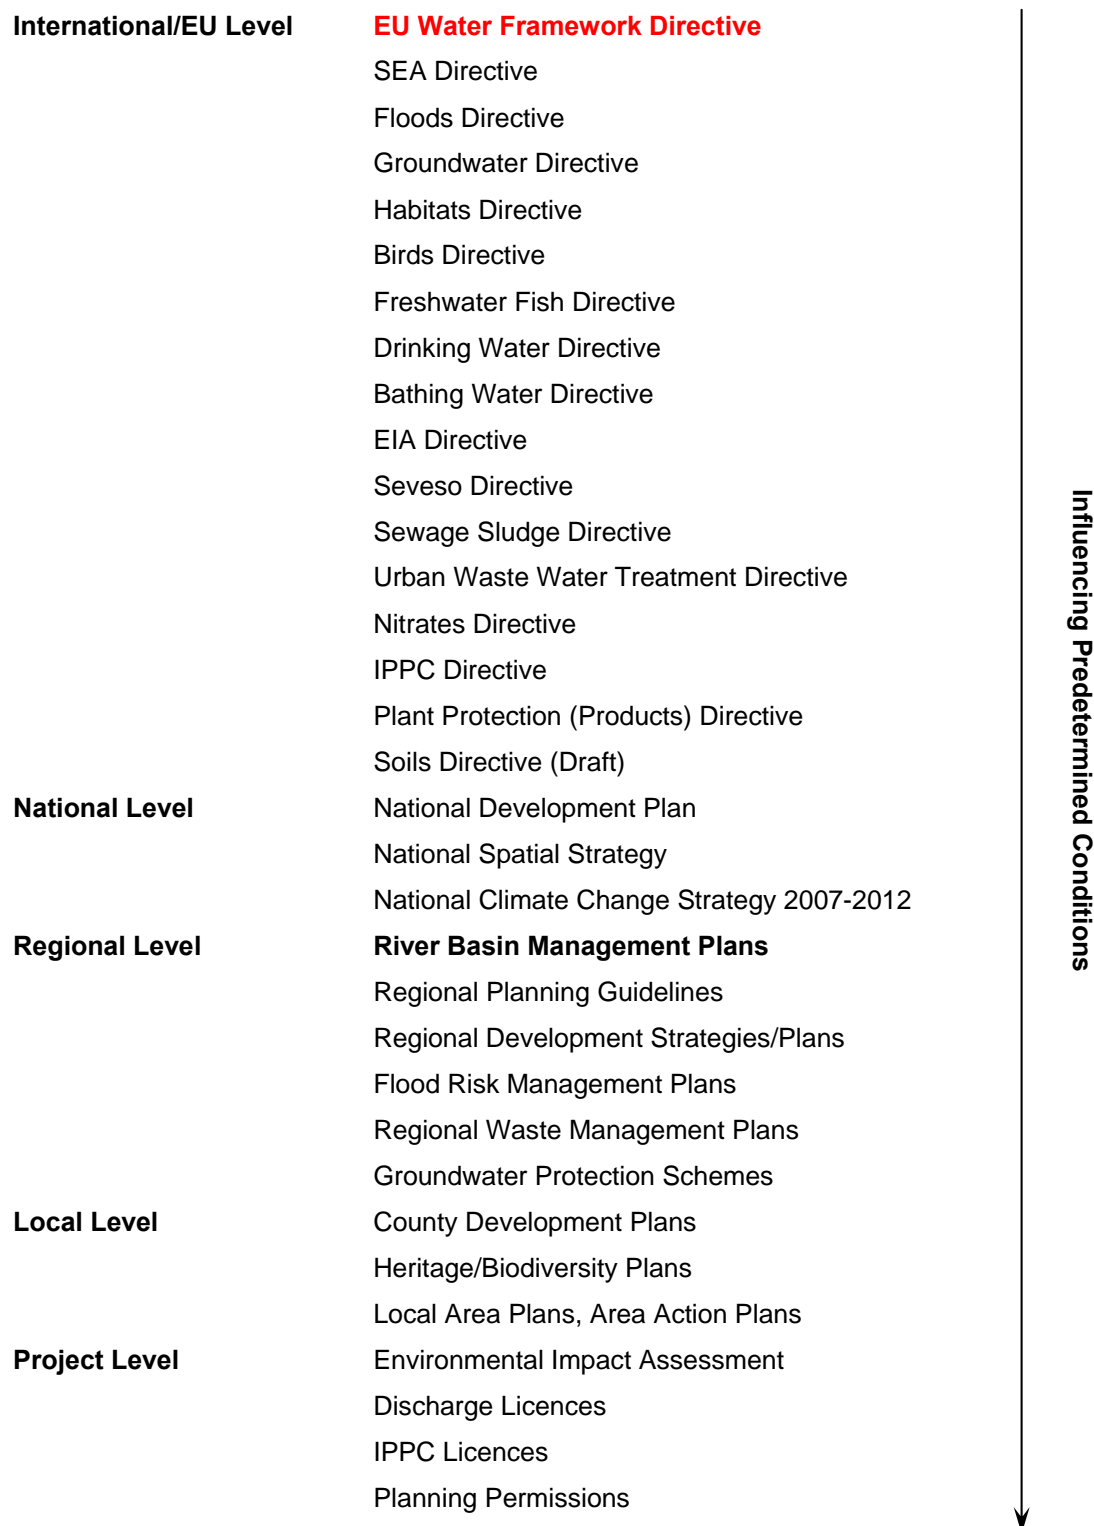 International/EU Level EU Water Framework Directive
SEA Directive
Floods Directive
Groundwater Directive
Habitats Directive
Birds Directive
Freshwater Fish Directive
Drinking Water Directive
Bathing Water Directive
EIA Directive
Seveso Directive
Sewage Sludge Directive
Urban Waste Water Treatment Directive
Nitrates Directive
IPPC Directive
Plant Protection (Products) Directive
Soils Directive (Draft)
National Level National Development Plan
National Spatial Strategy
National Climate Change Strategy 2007-2012
Regional Level River Basin Management Plans
Regional Planning Guidelines
Regional Development Strategies/Plans
Flood Risk Management Plans
Regional Waste Management Plans
Groundwater Protection Schemes
Local Level County Development Plans
Heritage/Biodiversity Plans
Local Area Plans, Area Action Plans
Project Level Environmental Impact Assessment
Discharge Licences
IPPC Licences
Planning Permissions
Influencing Predetermined Conditions